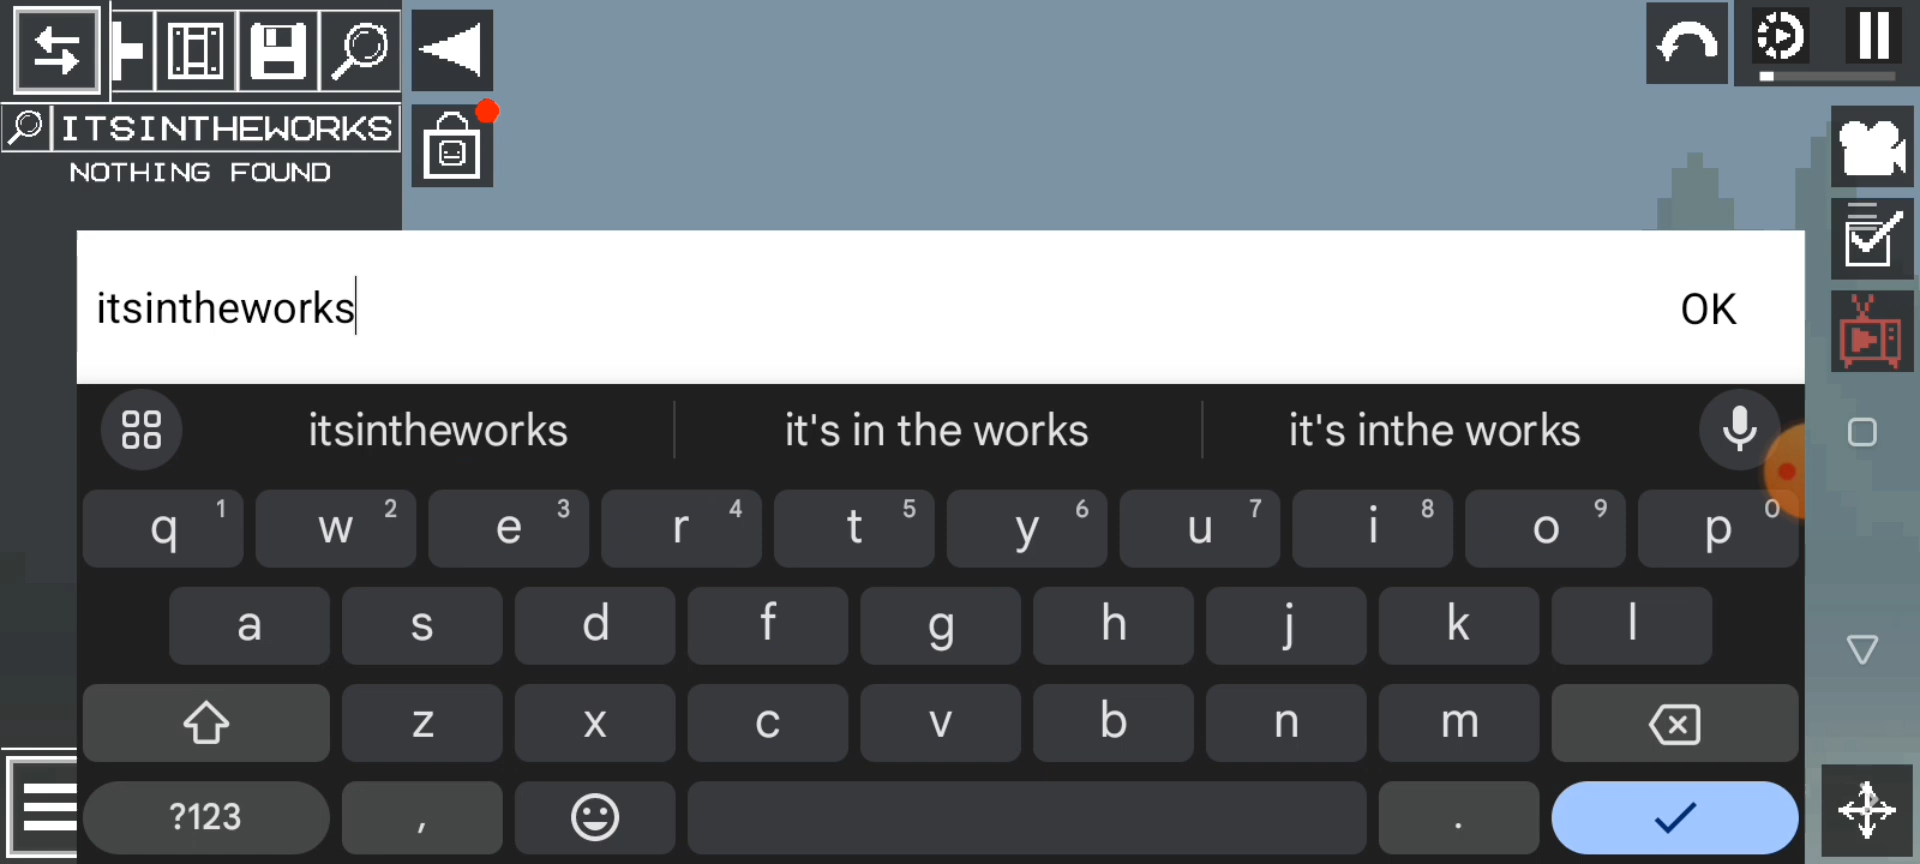 ITSINTHEWORKS
NOTHING FOUND
itsintheworks
OK
itsintheworks it's in the works it's inthe works
q 1 w 2 e 3 r 4 t 5 y 6 u 7 i 8 o 9 p 0
a s d f g h j k l
z x c v b n m
?123 , .